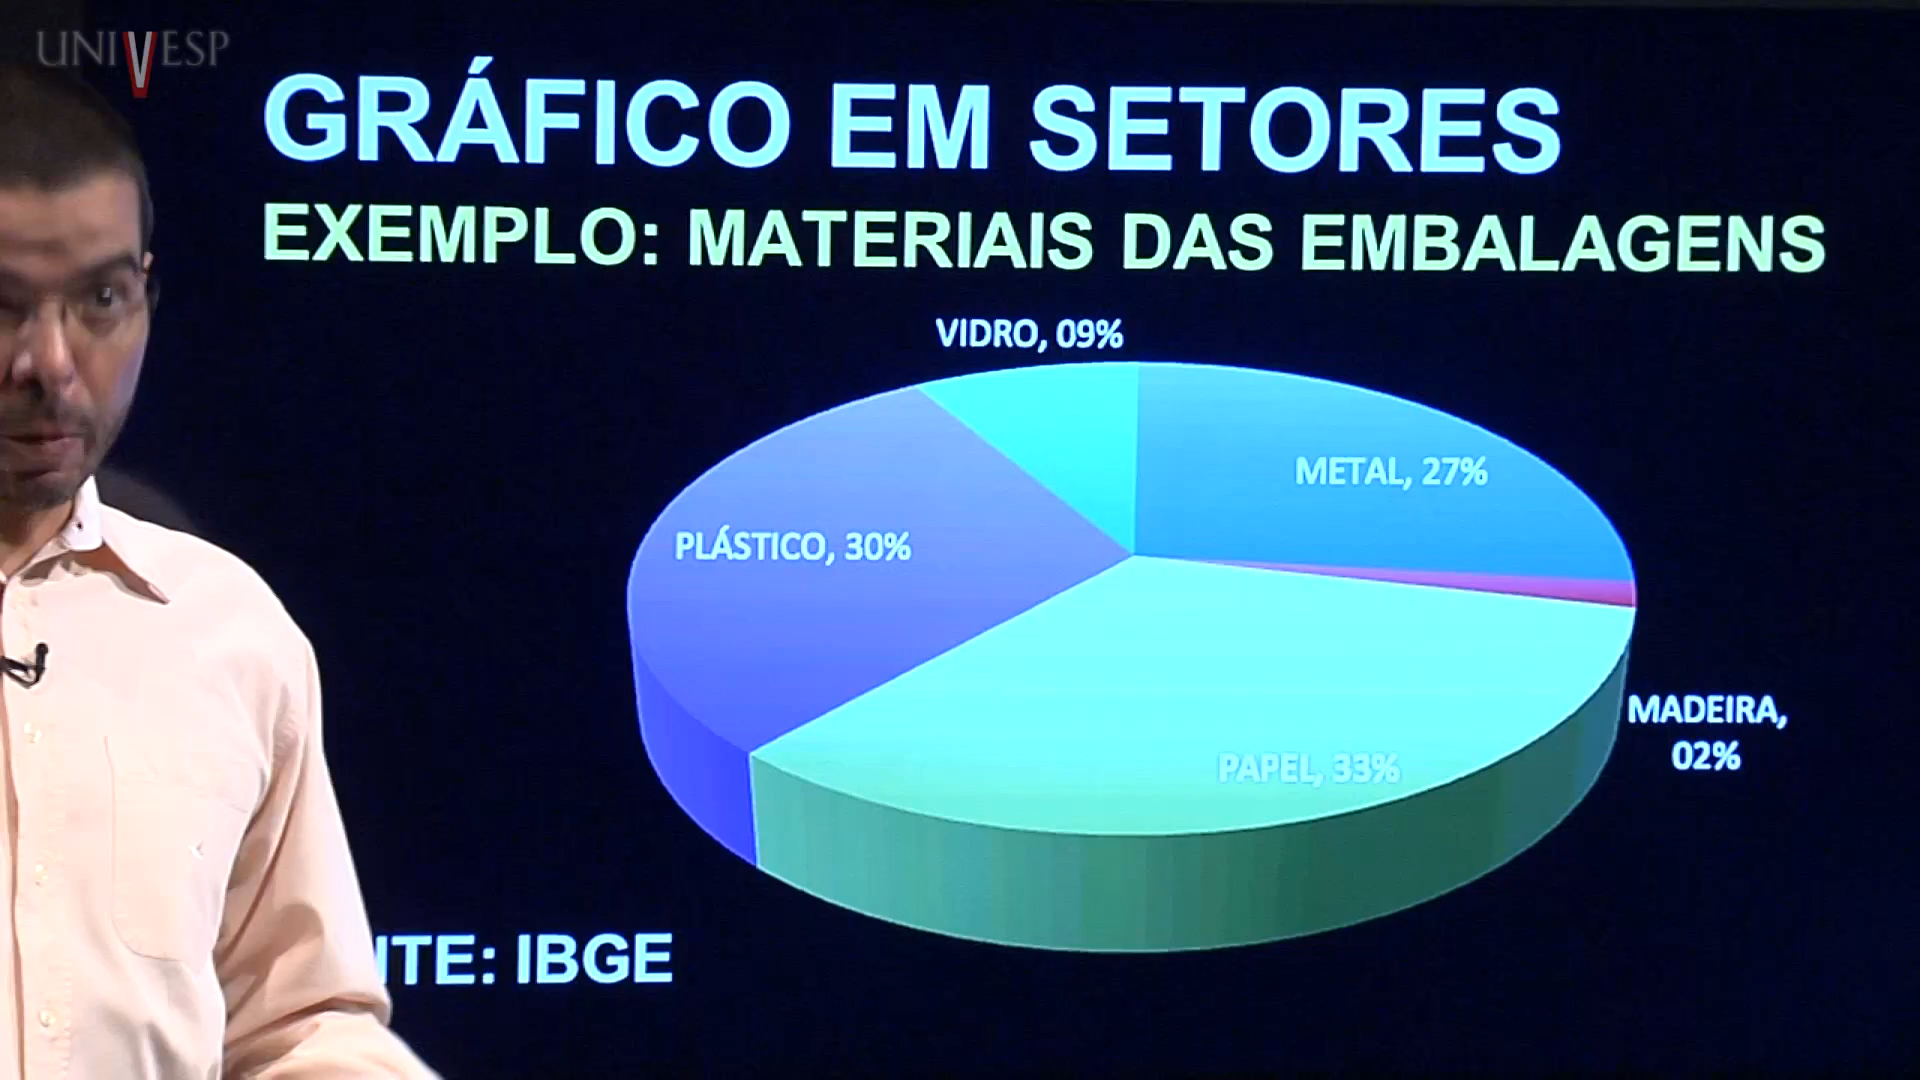 UNIVESP
GRÁFICO EM SETORES
EXEMPLO: MATERIAIS DAS EMBALAGENS
VIDRO, 09%
METAL, 27%
PLÁSTICO, 30%
MADEIRA,
02%
PAPEL, 33%
NTE: IBGE